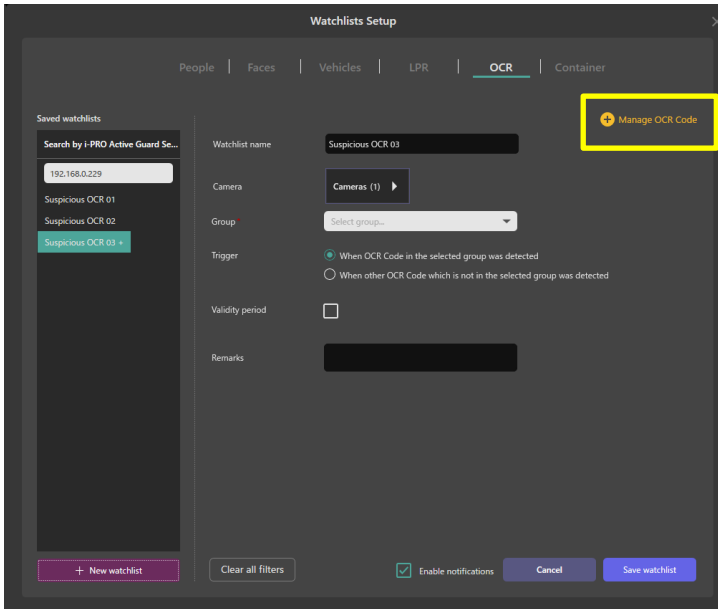 Watchlists Setup
People | Faces | Vehicles | LPR | OCR | Container
Saved watchlists
+ Manage OCR Code
Search by i-PRO Active Guard Se...
Watchlist name
Suspicious OCR 03
192.168.0.229
Camera
Cameras (1)
Suspicious OCR 01
Suspicious OCR 02
Group*
Select group...
Suspicious OCR 03 +
Trigger
When OCR Code in the selected group was detected
When other OCR Code which is not in the selected group was detected
Validity period
Remarks
+ New watchlist
Clear all filters
Enable notifications
Cancel
Save watchlist